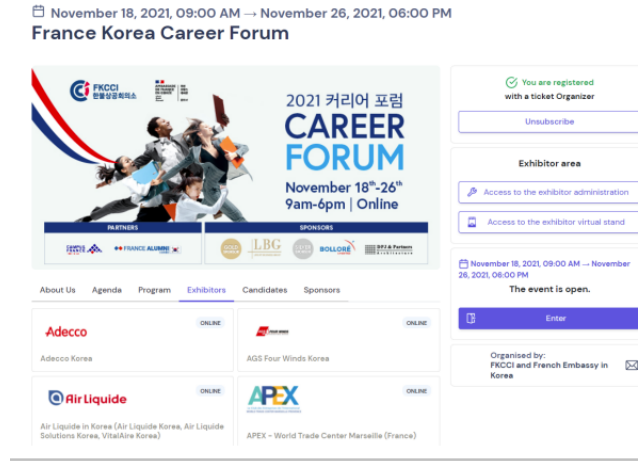 November 18, 2021, 09:00 AM → November 26, 2021, 06:00 PM
France Korea Career Forum
FKCCI
한불상공회의소
2021 커리어 포럼
CAREER
FORUM
November 18th-26th
9am-6pm | Online
PARTNERS
SPONSORS
FRANCE ALUMNI
LBG
BOLLORÉ
DPJ & Partners
You are registered
with a ticket Organizer
Unsubscribe
Exhibitor area
Access to the exhibitor administration
Access to the exhibitor virtual stand
November 18, 2021, 09:00 AM → November
26, 2021, 06:00 PM
The event is open.
Enter
Organised by:
FKCCI and French Embassy in
Korea
About Us Agenda Program Exhibitors Candidates Sponsors
Adecco
ONLINE
Adecco Korea
ONLINE
AGS Four Winds Korea
Air Liquide
ONLINE
Air Liquide in Korea (Air Liquide Korea, Air Liquide
Solutions Korea, VitalAire Korea)
APEX
ONLINE
APEX - World Trade Center Marseille (France)